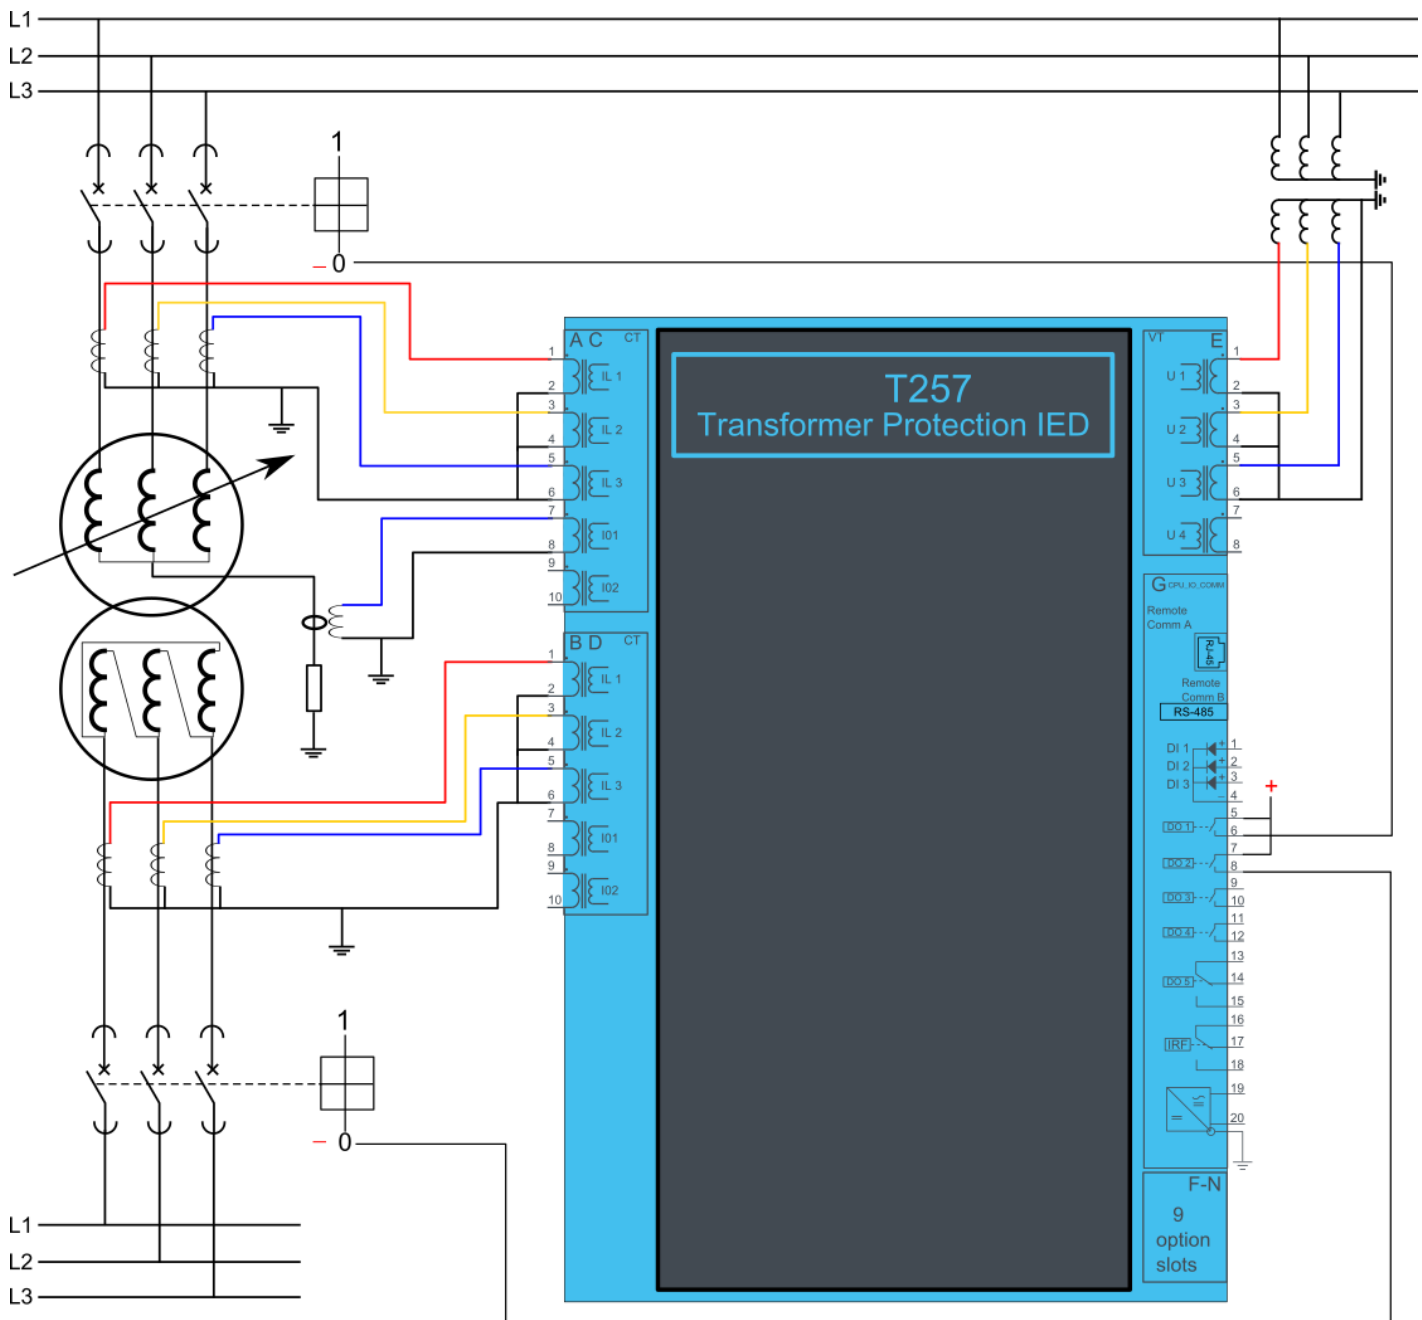 L1
L2
L3
1
– 0
A C CT
1
IL 1
2
3
IL 2
4
5
IL 3
6
7
I01
8
9
I02
10
T257
Transformer Protection IED
VT E
1
U 1
2
3
U 2
4
5
U 3
6
7
U 4
8
B D CT
1
IL 1
2
3
IL 2
4
5
IL 3
6
7
I01
8
9
I02
10
G CPU_IO_COMM
Remote
Comm A
RJ-45
Remote
Comm B
RS-485
DI 1 + 1
DI 2 + 2
DI 3 + 3
– 4
+
5
DO 1 6
7
DO 2 8
9
DO 3 10
11
DO 4 12
13
DO 5 14
15
16
IRF 17
18
19
20
F-N
9
option
slots
1
– 0
L1
L2
L3